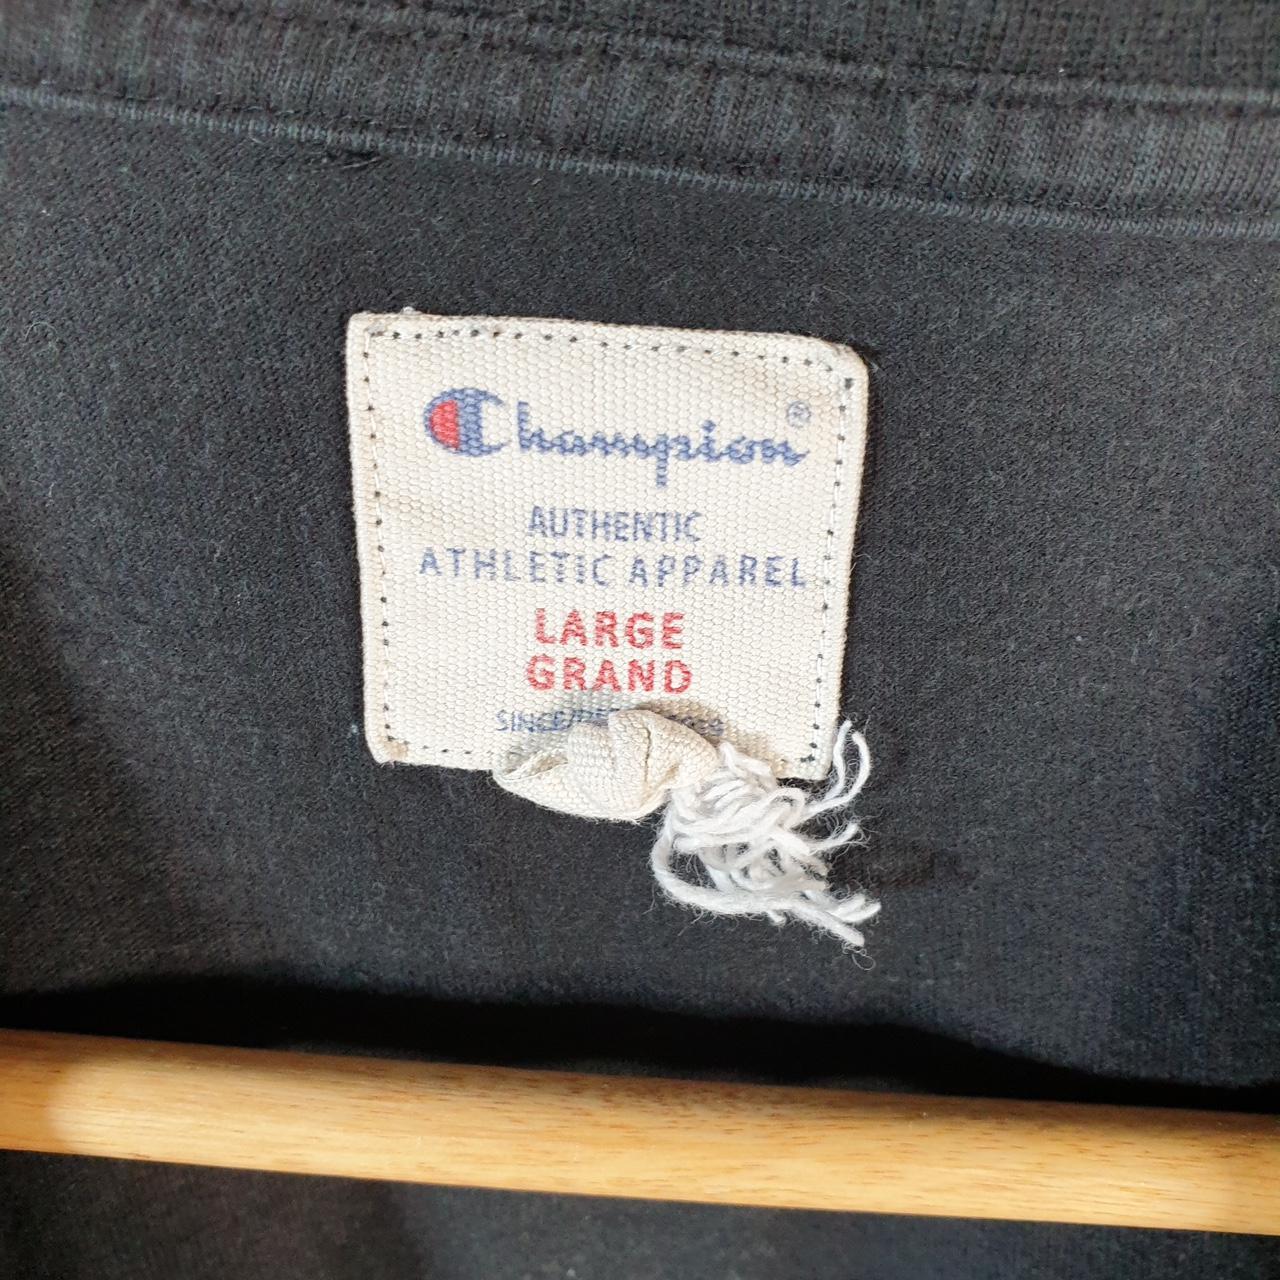 Champion®
AUTHENTIC
ATHLETIC APPAREL
LARGE
GRAND